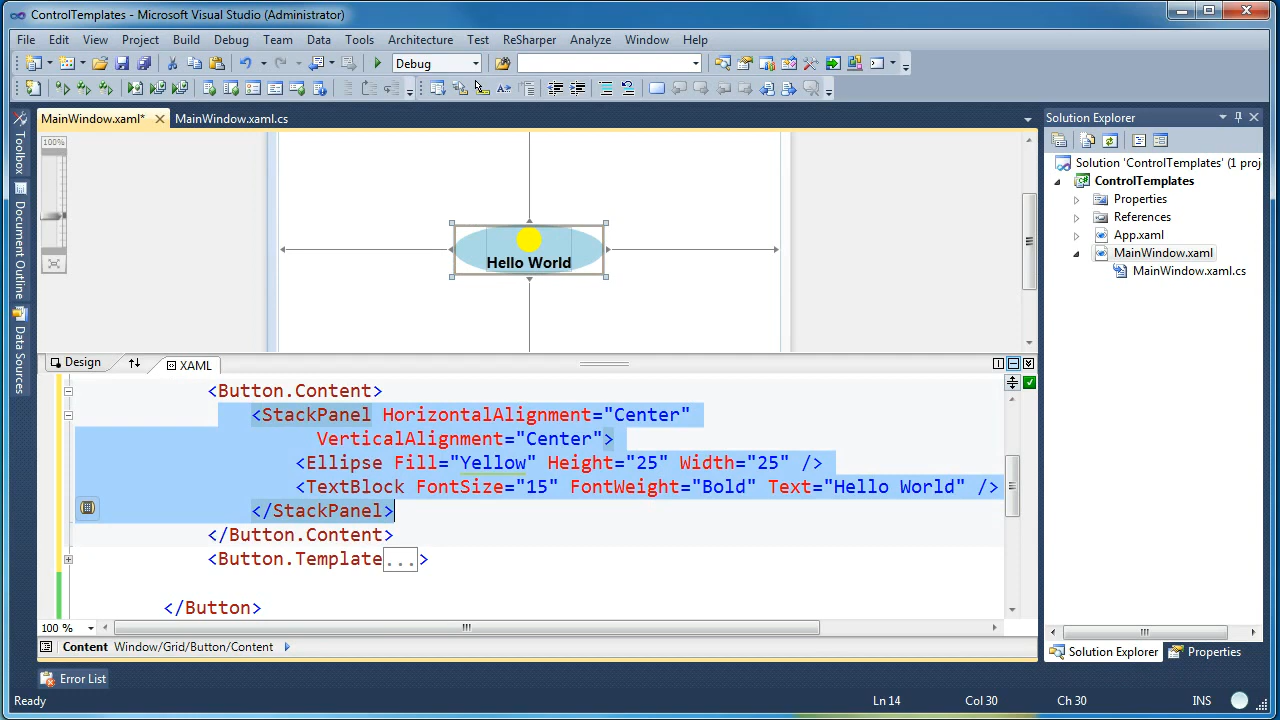 ControlTemplates - Microsoft Visual Studio (Administrator)
File Edit View Project Build Debug Team Data Tools Architecture Test ReSharper Analyze Window Help
Debug
MainWindow.xaml* MainWindow.xaml.cs
Solution Explorer
100%
Toolbox
Document Outline
Data Sources
Solution 'ControlTemplates' (1 proj
ControlTemplates
Properties
References
App.xaml
MainWindow.xaml
MainWindow.xaml.cs
Hello World
Design XAML
<Button.Content>
<StackPanel HorizontalAlignment="Center"
VerticalAlignment="Center">
<Ellipse Fill="Yellow" Height="25" Width="25" />
<TextBlock FontSize="15" FontWeight="Bold" Text="Hello World" />
</StackPanel>
</Button.Content>
<Button.Template...>
</Button>
100 %
Content Window/Grid/Button/Content
Solution Explorer Properties
Error List
Ready Ln 14 Col 30 Ch 30 INS